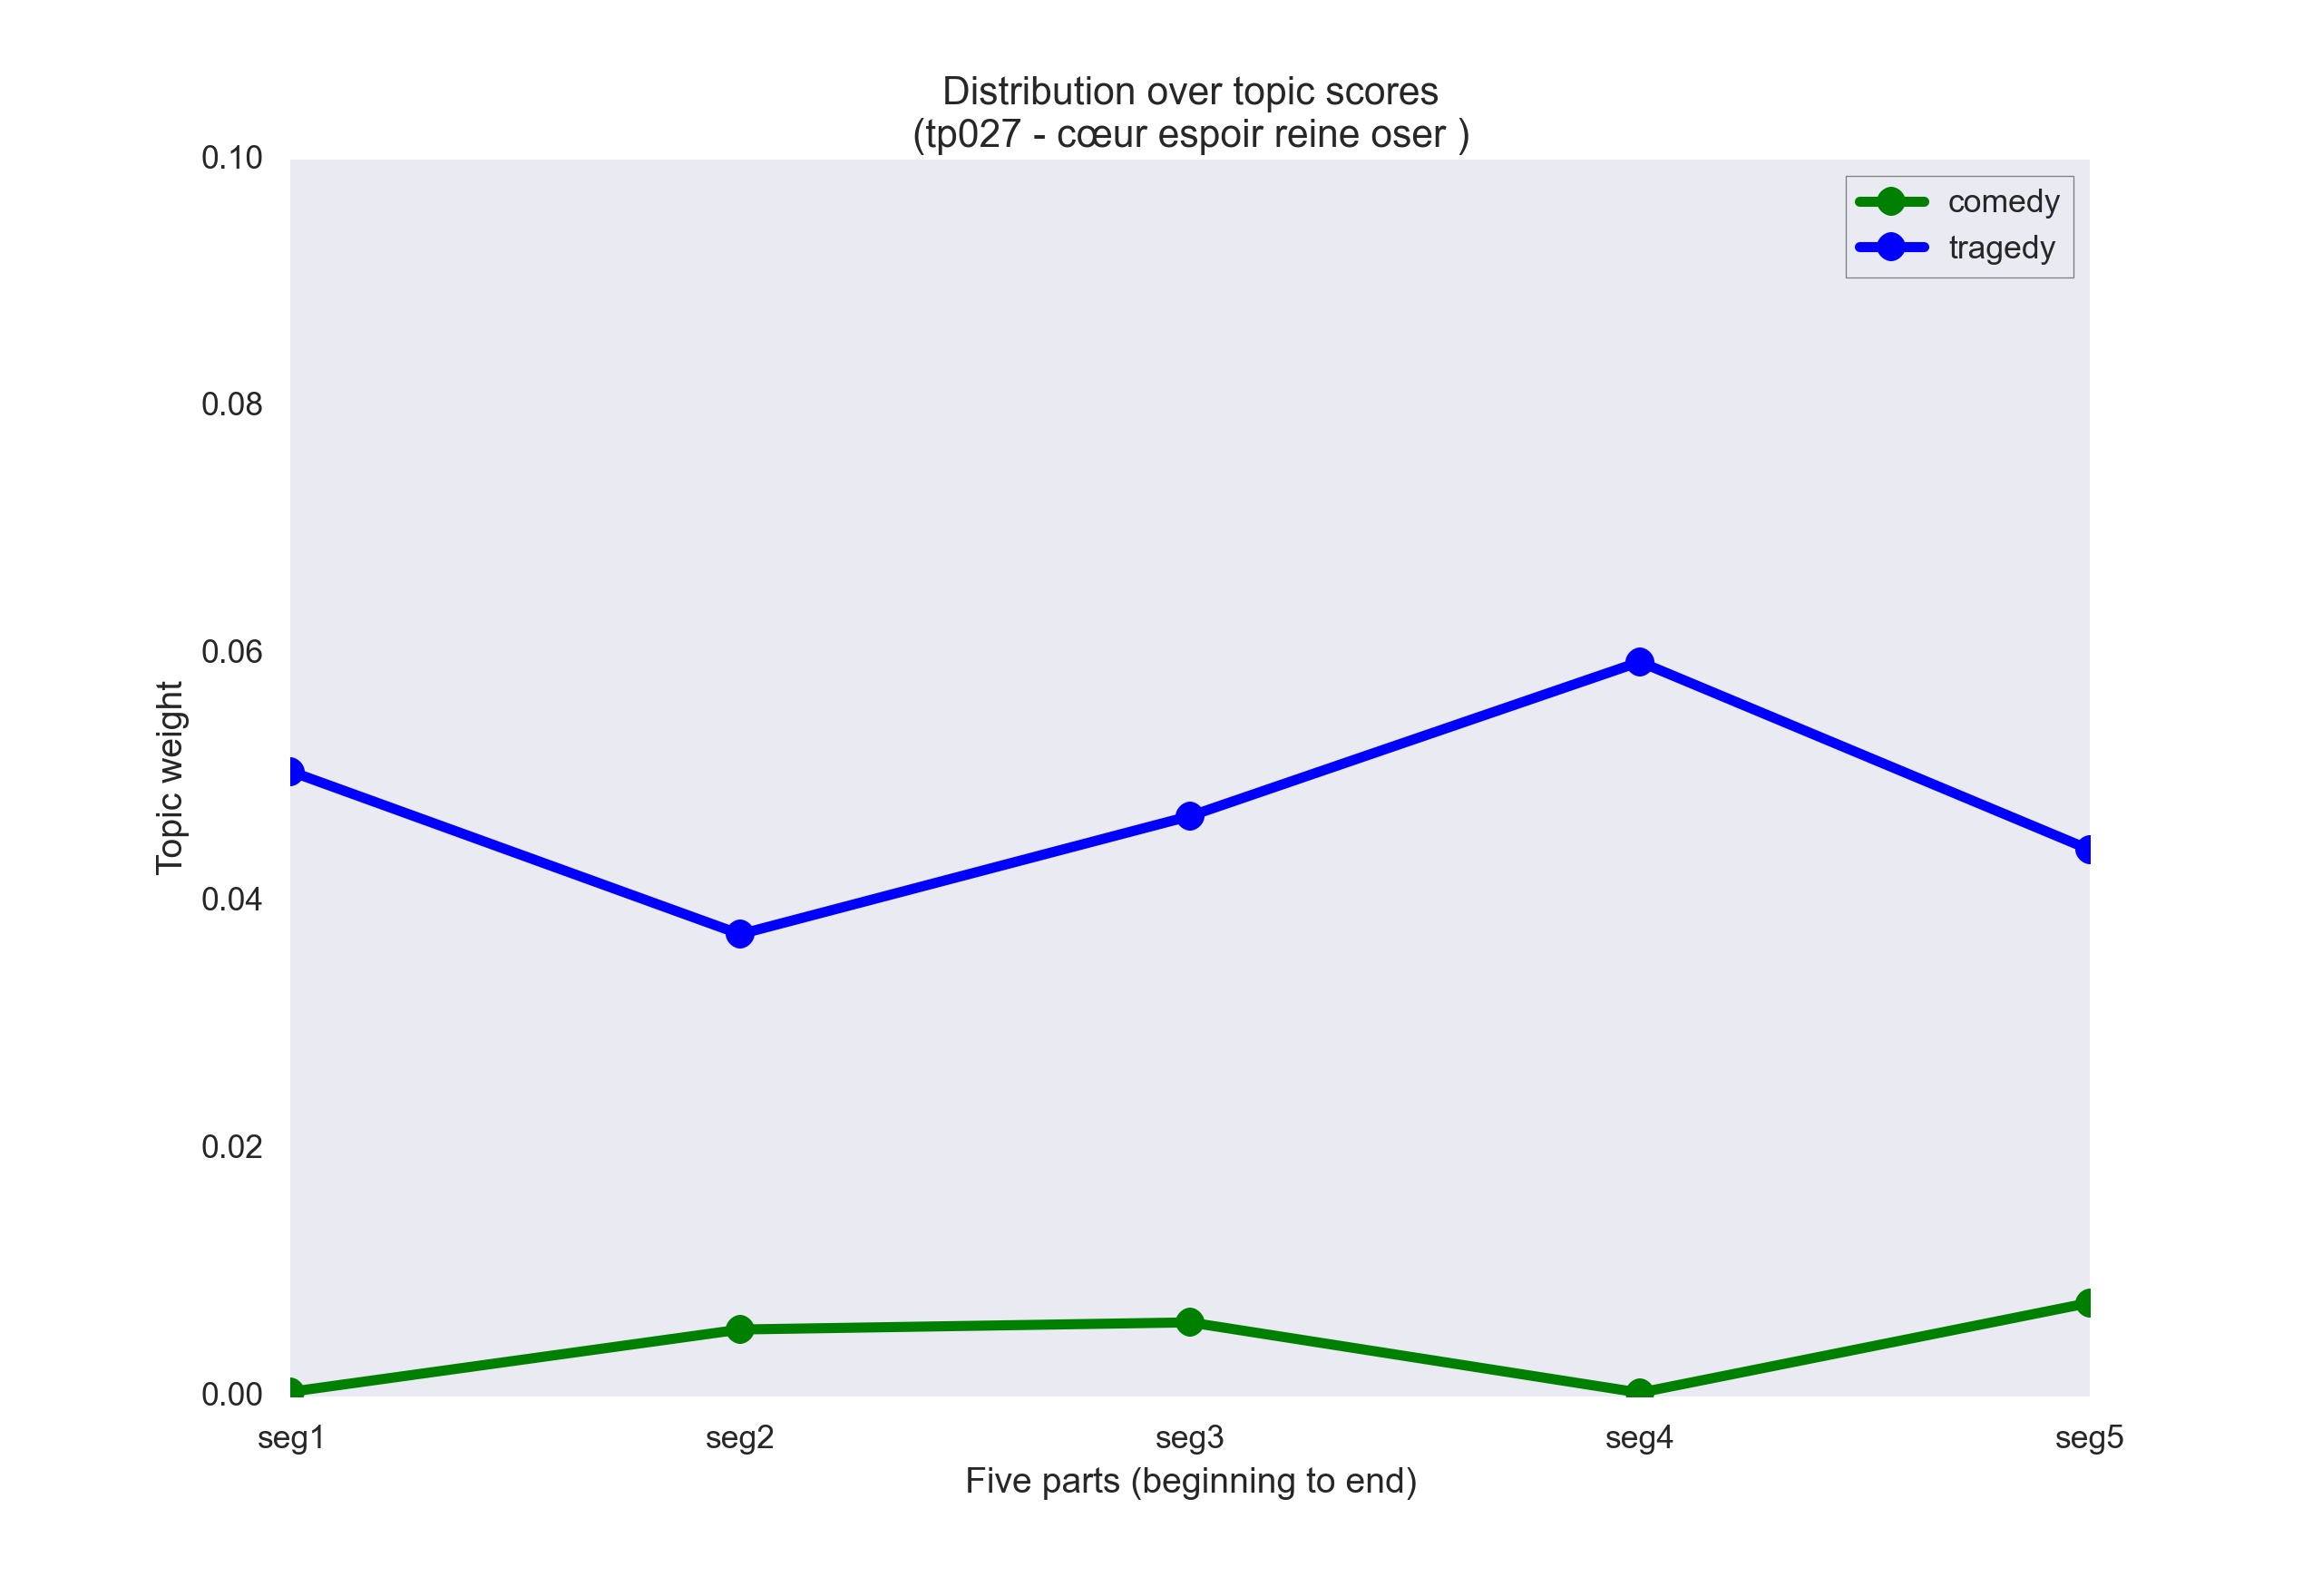 Distribution over topic scores
(tp027 - cœur espoir reine oser )
0.10
comedy
tragedy
0.08
0.06
Topic weight
0.04
0.02
0.00
seg1 seg2 seg3 seg4 seg5
Five parts (beginning to end)